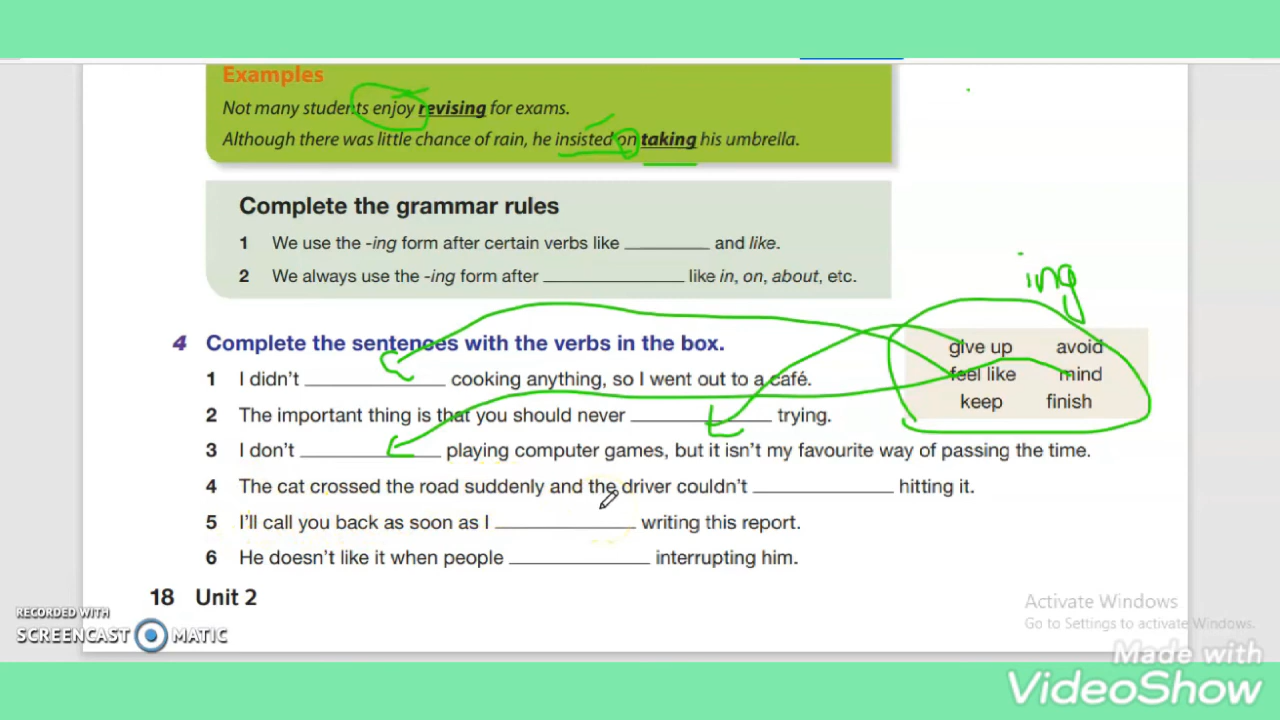 Examples
Not many students enjoy revising for exams.
Although there was little chance of rain, he insisted on taking his umbrella.
Complete the grammar rules
1 We use the -ing form after certain verbs like ________ and like.
2 We always use the -ing form after ________ like in, on, about, etc.
ing
4 Complete the sentences with the verbs in the box.
give up avoid
feel like mind
keep finish
1 I didn't ________ cooking anything, so I went out to a café.
2 The important thing is that you should never ________ trying.
3 I don't ________ playing computer games, but it isn't my favourite way of passing the time.
4 The cat crossed the road suddenly and the driver couldn't ________ hitting it.
5 I'll call you back as soon as I ________ writing this report.
6 He doesn't like it when people ________ interrupting him.
18 Unit 2
RECORDED WITH
SCREENCAST MATIC
Activate Windows
Go to Settings to activate Windows.
Made with
VideoShow